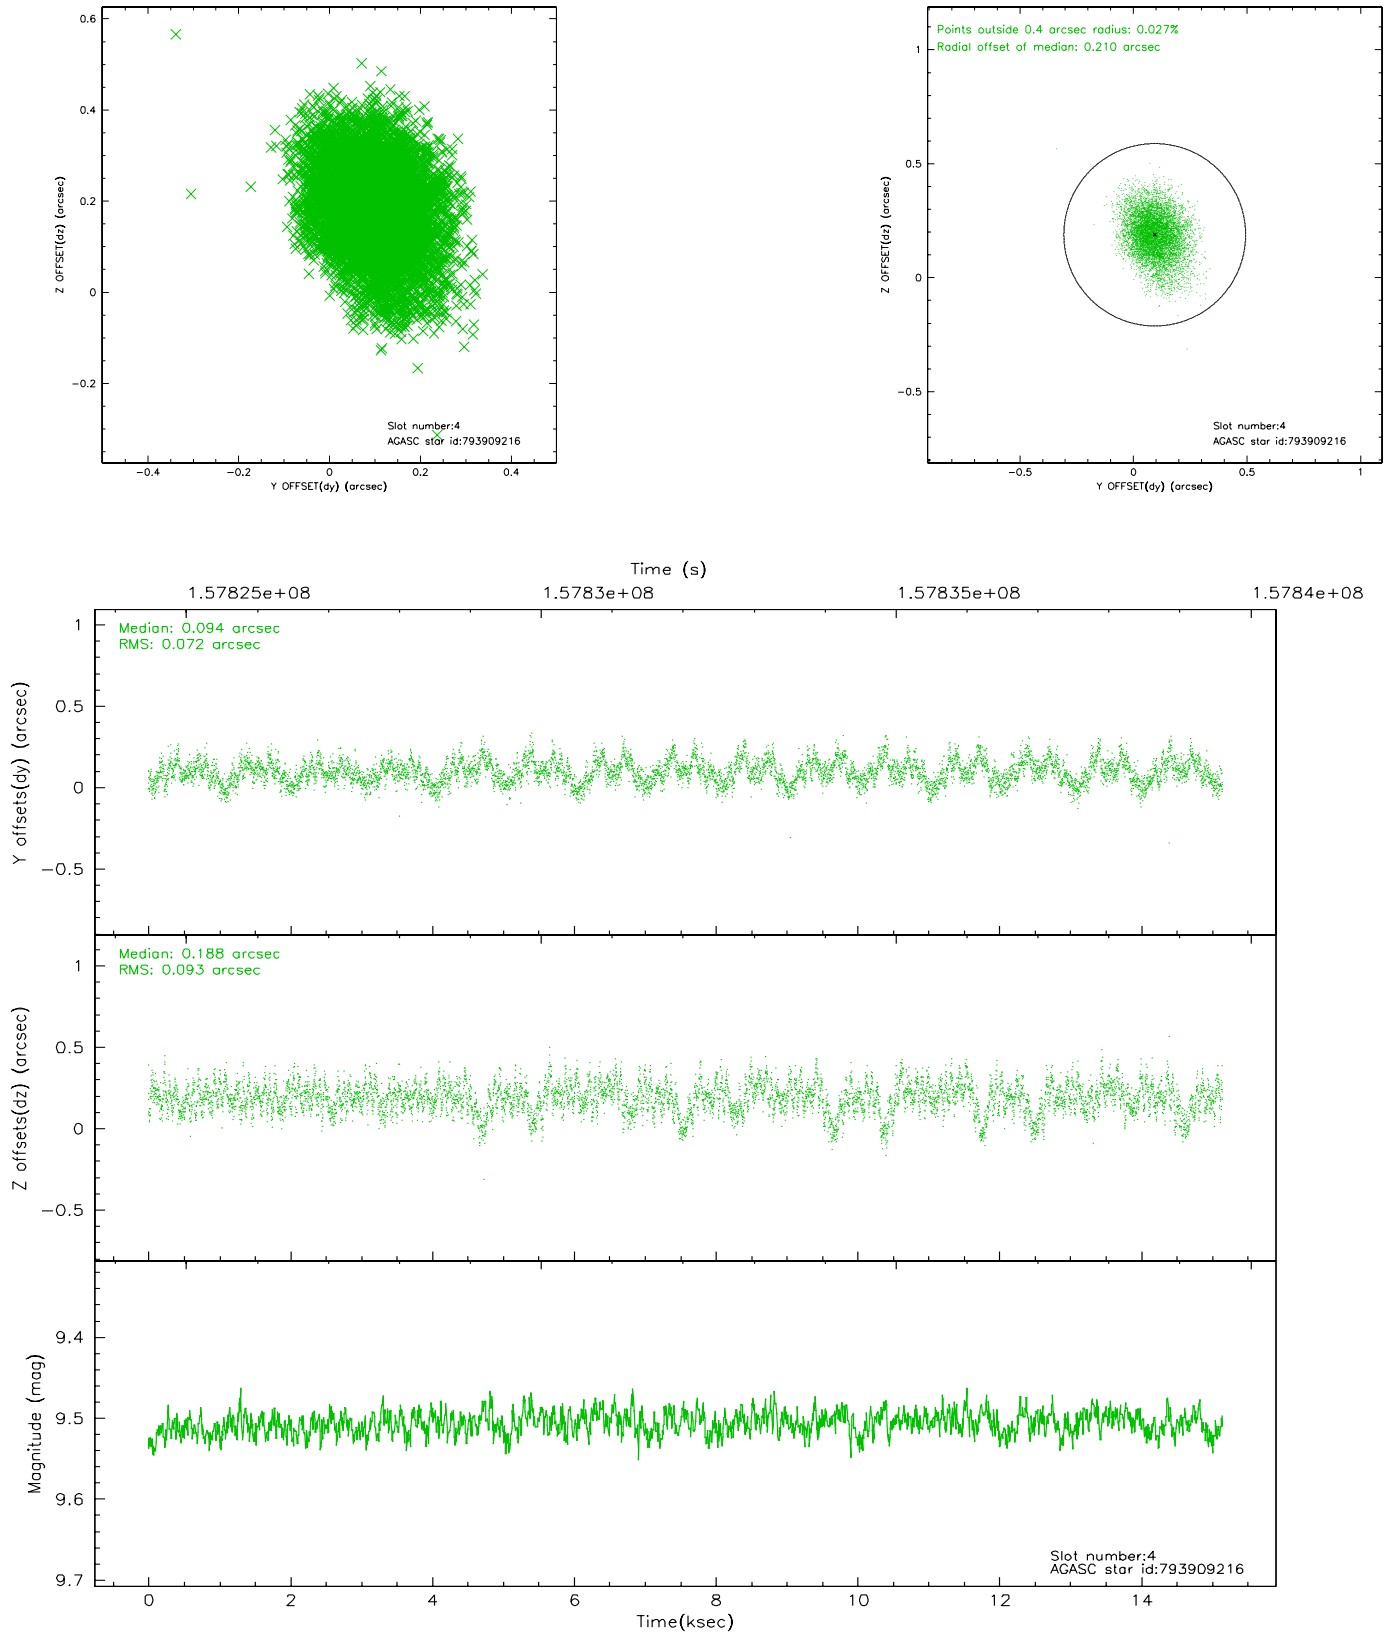 0.6
0.4
0.2
0
−0.2
−0.4
−0.2
0
0.2
0.4
Z OFFSET(dz) (arcsec)
Y OFFSET(dy) (arcsec)
Slot number:4
AGASC star id:793909216
Points outside 0.4 arcsec radius: 0.027%
Radial offset of median: 0.210 arcsec
1
0.5
0
−0.5
−0.5
0
0.5
1
Z OFFSET(dz) (arcsec)
Y OFFSET(dy) (arcsec)
Slot number:4
AGASC star id:793909216
Time (s)
1.57825e+08
1.5783e+08
1.57835e+08
1.5784e+08
Median: 0.094 arcsec
RMS: 0.072 arcsec
1
0.5
0
−0.5
Y offsets(dy) (arcsec)
Median: 0.188 arcsec
RMS: 0.093 arcsec
1
0.5
0
−0.5
Z offsets(dz) (arcsec)
9.4
9.5
9.6
9.7
Magnitude (mag)
Slot number:4
AGASC star id:793909216
0
2
4
6
8
10
12
14
Time(ksec)